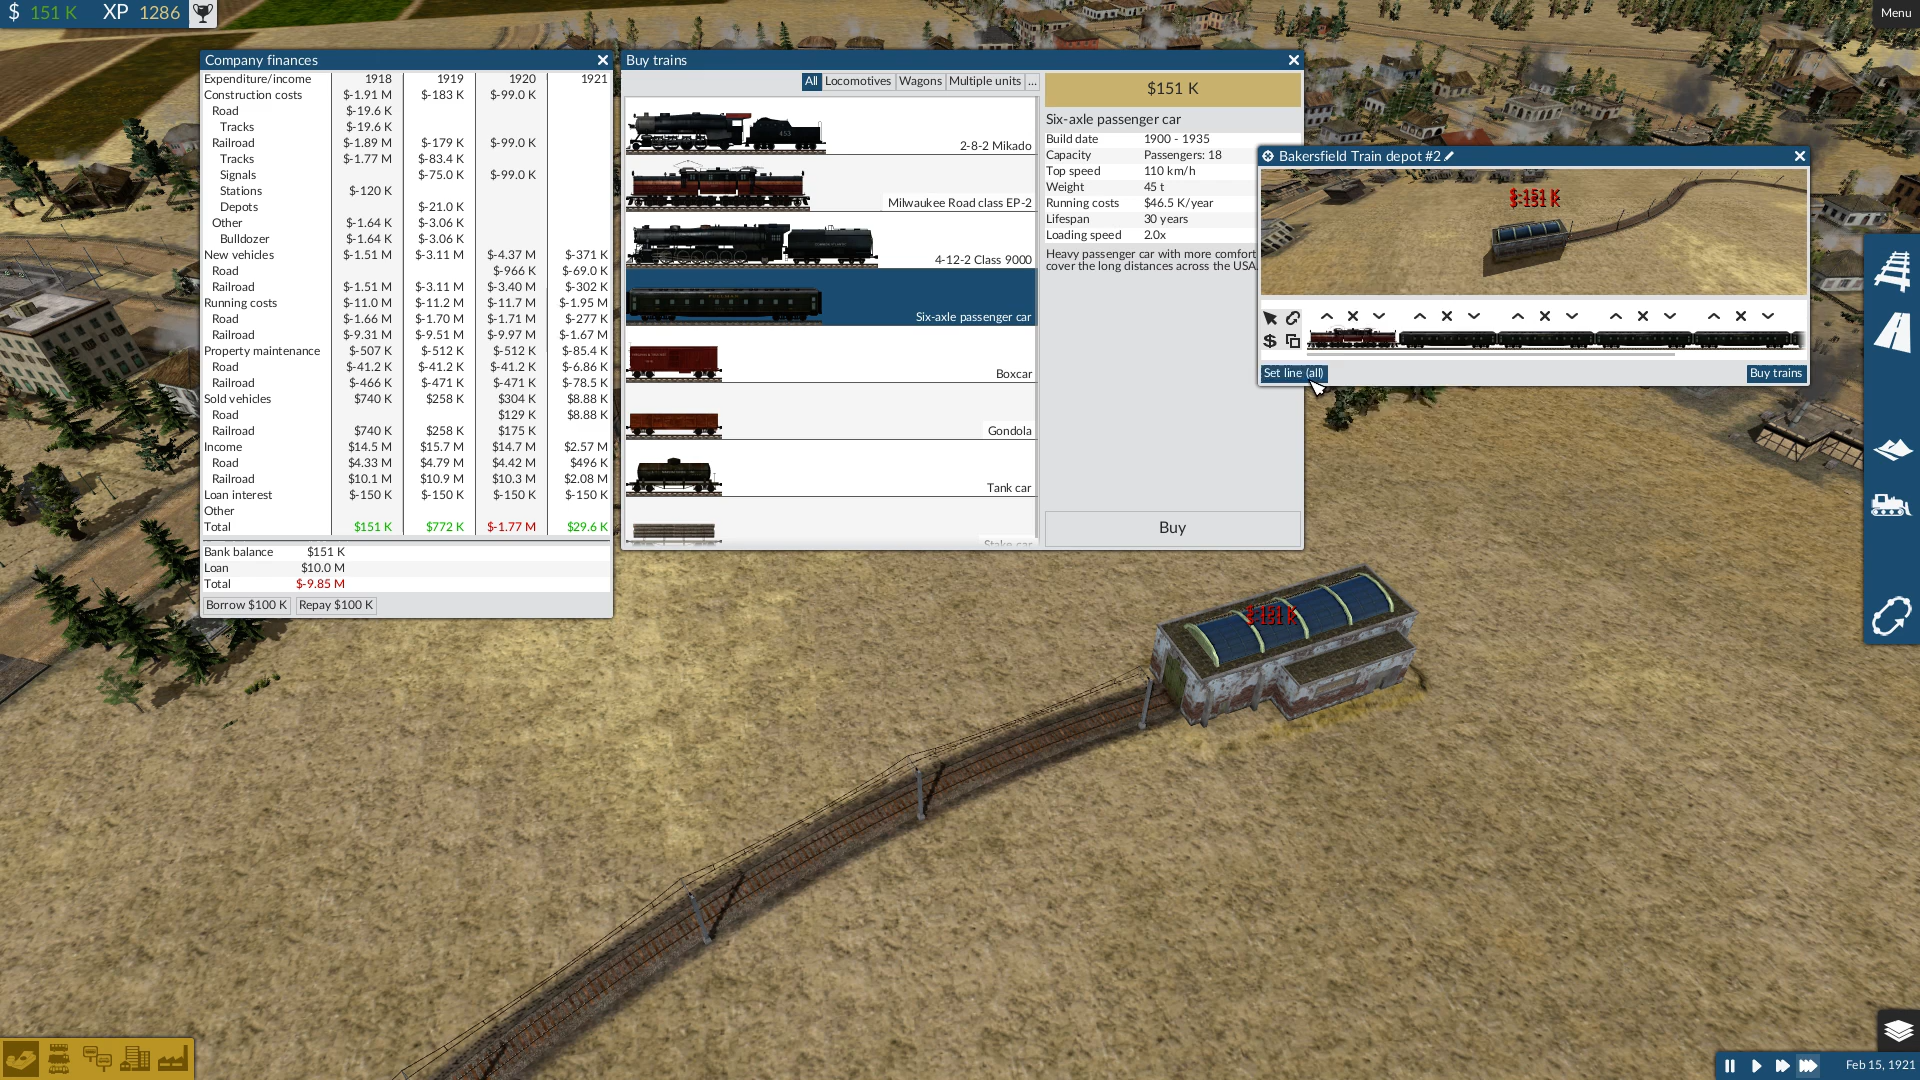 $ 151 K XP 1286
Menu
Company finances
Expenditure/income 1918 1919 1920 1921
Construction costs $-1.91 M $-183 K $-99.0 K
Road $-19.6 K
Tracks $-19.6 K
Railroad $-1.89 M $-179 K $-99.0 K
Tracks $-1.77 M $-83.4 K
Signals $-75.0 K $-99.0 K
Stations $-120 K
Depots $-21.0 K
Other $-1.64 K $-3.06 K
Bulldozer $-1.64 K $-3.06 K
New vehicles $-1.51 M $-3.11 M $-4.37 M $-371 K
Road $-966 K $-69.0 K
Railroad $-1.51 M $-3.11 M $-3.40 M $-302 K
Running costs $-11.0 M $-11.2 M $-11.7 M $-1.95 M
Road $-1.66 M $-1.70 M $-1.71 M $-277 K
Railroad $-9.31 M $-9.51 M $-9.97 M $-1.67 M
Property maintenance $-507 K $-512 K $-512 K $-85.4 K
Road $-41.2 K $-41.2 K $-41.2 K $-6.86 K
Railroad $-466 K $-471 K $-471 K $-78.5 K
Sold vehicles $740 K $258 K $304 K $8.88 K
Road $129 K $8.88 K
Railroad $740 K $258 K $175 K
Income $14.5 M $15.7 M $14.7 M $2.57 M
Road $4.33 M $4.79 M $4.42 M $496 K
Railroad $10.1 M $10.9 M $10.3 M $2.08 M
Loan interest $-150 K $-150 K $-150 K $-150 K
Other
Total $151 K $772 K $-1.77 M $29.6 K
Bank balance $151 K
Loan $10.0 M
Total $-9.85 M
Borrow $100 K Repay $100 K
Buy trains
All Locomotives Wagons Multiple units ...
2-8-2 Mikado
Milwaukee Road class EP-2
4-12-2 Class 9000
Six-axle passenger car
Boxcar
Gondola
Tank car
Stake car
$151 K
Six-axle passenger car
Build date 1900 - 1935
Capacity Passengers: 18
Top speed 110 km/h
Weight 45 t
Running costs $46.5 K/year
Lifespan 30 years
Loading speed 2.0x
Heavy passenger car with more comfort
cover the long distances across the USA
Buy
Bakersfield Train depot #2
$-151 K
Set line (all)
Buy trains
$-151 K
Feb 15, 1921